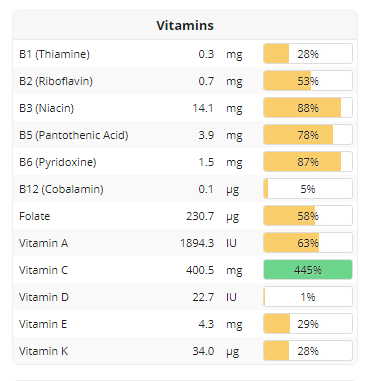 Vitamins
B1 (Thiamine) 0.3 mg 28%
B2 (Riboflavin) 0.7 mg 53%
B3 (Niacin) 14.1 mg 88%
B5 (Pantothenic Acid) 3.9 mg 78%
B6 (Pyridoxine) 1.5 mg 87%
B12 (Cobalamin) 0.1 µg 5%
Folate 230.7 µg 58%
Vitamin A 1894.3 IU 63%
Vitamin C 400.5 mg 445%
Vitamin D 22.7 IU 1%
Vitamin E 4.3 mg 29%
Vitamin K 34.0 µg 28%